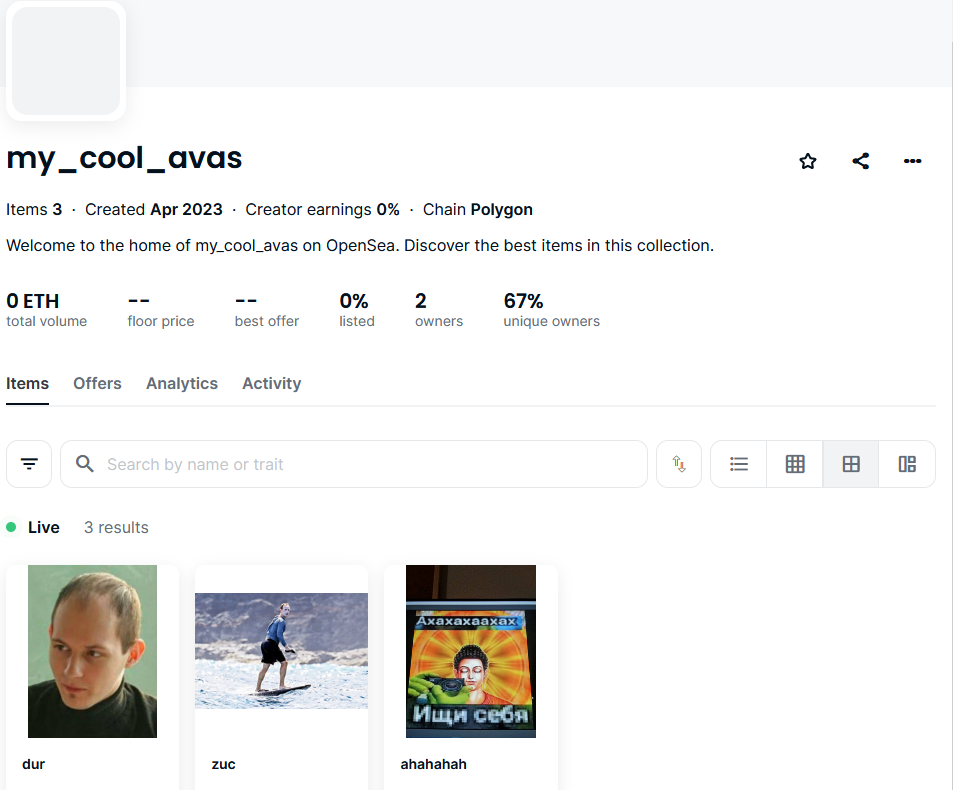 my_cool_avas
Items 3 · Created Apr 2023 · Creator earnings 0% · Chain Polygon
Welcome to the home of my_cool_avas on OpenSea. Discover the best items in this collection.
0 ETH -- -- 0% 2 67%
total volume floor price best offer listed owners unique owners
Items Offers Analytics Activity
Search by name or trait
Live 3 results
Ахахахаахах
Ищи себя
dur zuc ahahahah